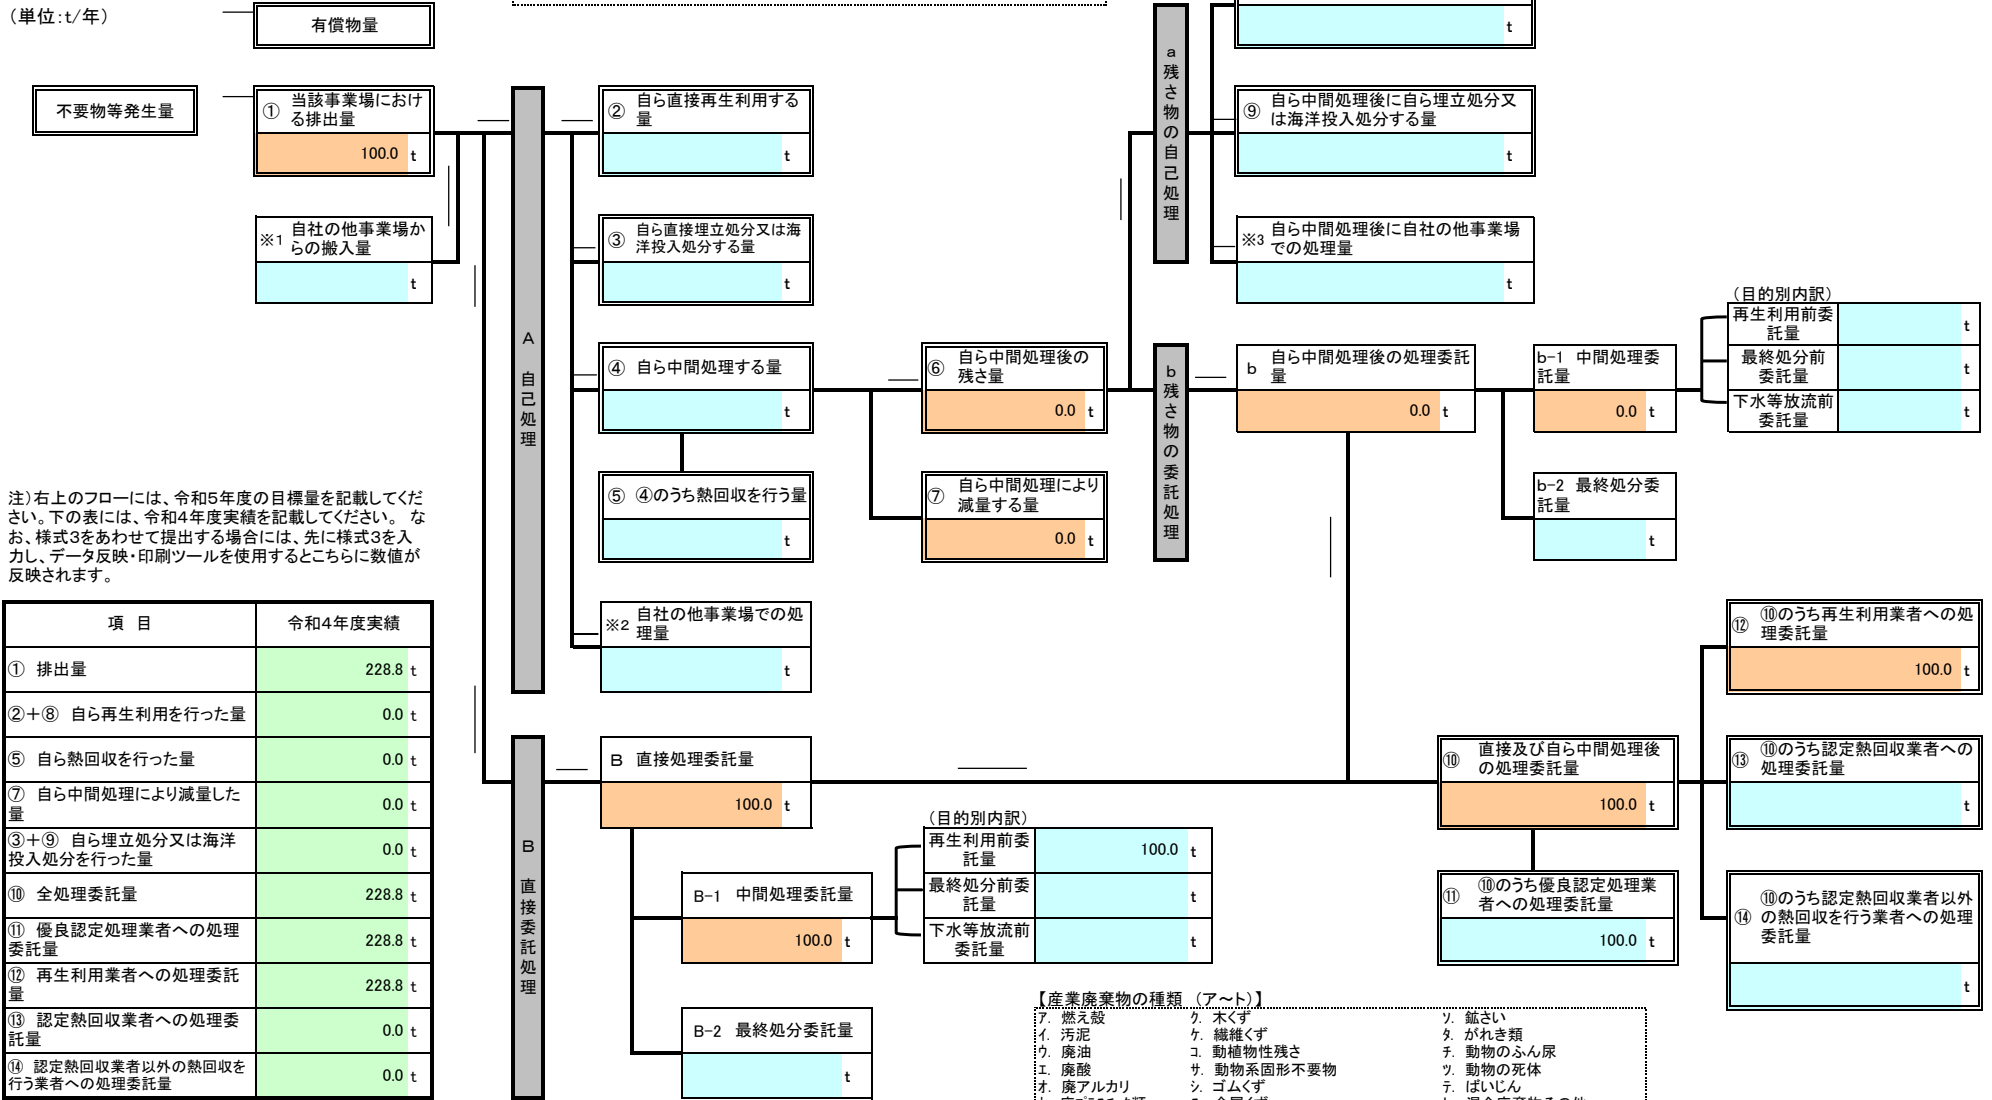 （単位：t/年）
有償物量
不要物等発生量
① 当該事業場におけ
る排出量
100.0 t
※1 自社の他事業場か
らの搬入量
t
A 自己処理
② 自ら直接再生利用する
量
t
③ 自ら直接埋立処分又は海
洋投入処分する量
t
④ 自ら中間処理する量
t
⑤ ④のうち熱回収を行う量
t
※2 自社の他事業場での処
理量
t
⑥ 自ら中間処理後の
残さ量
0.0 t
⑦ 自ら中間処理により
減量する量
0.0 t
a 残さ物の自己処理
t
⑨ 自ら中間処理後に自ら埋立処分又
は海洋投入処分する量
t
※3 自ら中間処理後に自社の他事業場
での処理量
t
b 残さ物の委託処理
b 自ら中間処理後の処理委託
量
0.0 t
b-1 中間処理委
託量
0.0 t
b-2 最終処分委
託量
t
（目的別内訳）
再生利用前委
託量
t
最終処分前
委託量
t
下水等放流前
委託量
t
注）右上のフローには、令和5年度の目標量を記載してくだ
さい。下の表には、令和4年度実績を記載してください。 な
お、様式3をあわせて提出する場合には、先に様式3を入
力し、データ反映・印刷ツールを使用するとこちらに数値が
反映されます。
項 目 令和4年度実績
① 排出量 228.8 t
②＋⑧ 自ら再生利用を行った量 0.0 t
⑤ 自ら熱回収を行った量 0.0 t
⑦ 自ら中間処理により減量した
量 0.0 t
③＋⑨ 自ら埋立処分又は海洋
投入処分を行った量 0.0 t
⑩ 全処理委託量 228.8 t
⑪ 優良認定処理業者への処理
委託量 228.8 t
⑫ 再生利用業者への処理委託
量 228.8 t
⑬ 認定熱回収業者への処理委
託量 0.0 t
⑭ 認定熱回収業者以外の熱回収を
行う業者への処理委託量 0.0 t
B 直接委託処理
B 直接処理委託量
100.0 t
B-1 中間処理委託量
100.0 t
B-2 最終処分委託量
t
（目的別内訳）
再生利用前委
託量
100.0 t
最終処分前委
託量
t
下水等放流前
委託量
t
⑩ 直接及び自ら中間処理後
の処理委託量
100.0 t
⑪ ⑩のうち優良認定処理業
者への処理委託量
100.0 t
⑫ ⑩のうち再生利用業者への処
理委託量
100.0 t
⑬ ⑩のうち認定熱回収業者への
処理委託量
t
⑭ ⑩のうち認定熱回収業者以外
の熱回収を行う業者への処理
委託量
t
【産業廃棄物の種類 （ア～ト）】
ｱ. 燃え殻 ｸ. 木くず ｿ. 鉱さい
ｲ. 汚泥 ｹ. 繊維くず ﾀ. がれき類
ｳ. 廃油 ｺ. 動植物性残さ ﾁ. 動物のふん尿
ｴ. 廃酸 ｻ. 動物系固形不要物 ﾂ. 動物の死体
ｵ. 廃アルカリ ｼ. ゴムくず ﾃ. ばいじん